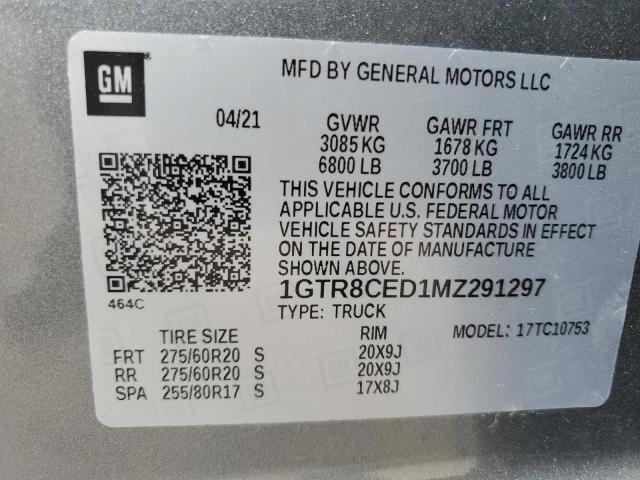 GM
MFD BY GENERAL MOTORS LLC
04/21
GVWR GAWR FRT GAWR RR
3085 KG 1678 KG 1724 KG
6800 LB 3700 LB 3800 LB
THIS VEHICLE CONFORMS TO ALL
APPLICABLE U.S. FEDERAL MOTOR
VEHICLE SAFETY STANDARDS IN EFFECT
ON THE DATE OF MANUFACTURE
SHOWN ABOVE.
464C
1GTR8CED1MZ291297
TYPE: TRUCK
MODEL: 17TC10753
TIRE SIZE RIM
FRT 275/60R20 S 20X9J
RR 275/60R20 S 20X9J
SPA 255/80R17 S 17X8J